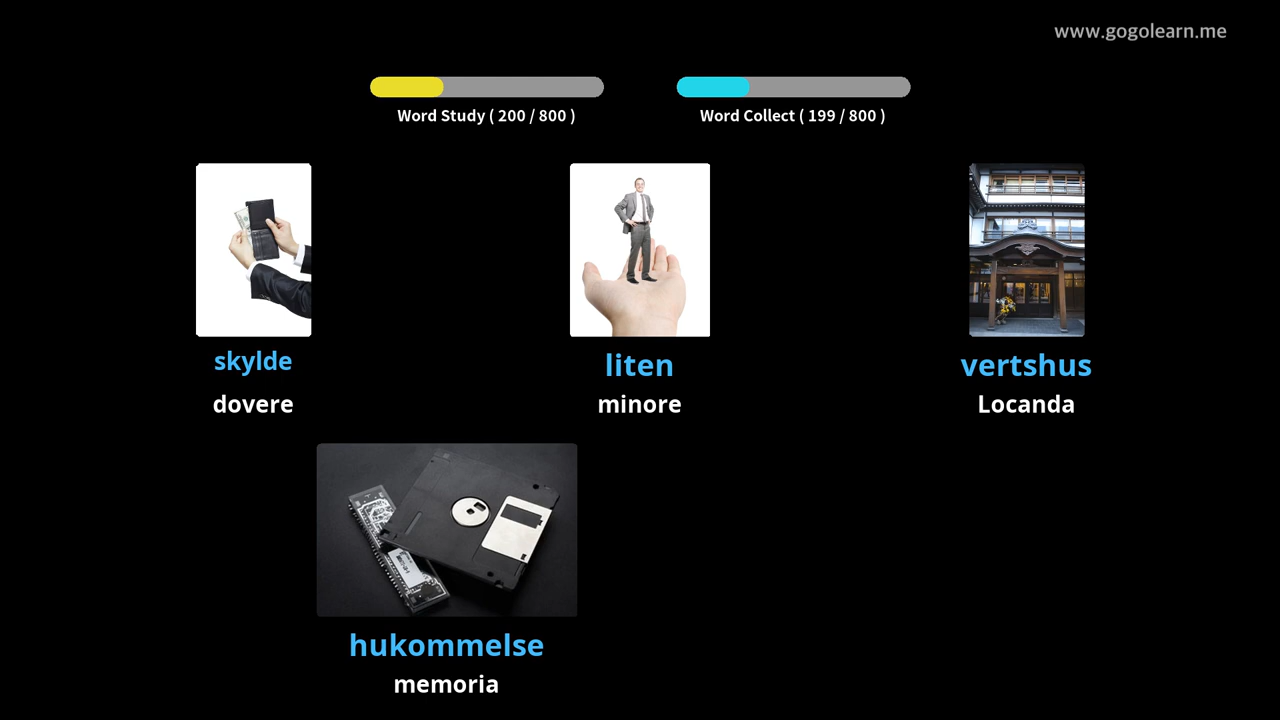 www.gogolearn.me
Word Study ( 200 / 800 )
Word Collect ( 199 / 800 )
skylde
dovere
liten
minore
vertshus
Locanda
hukommelse
memoria